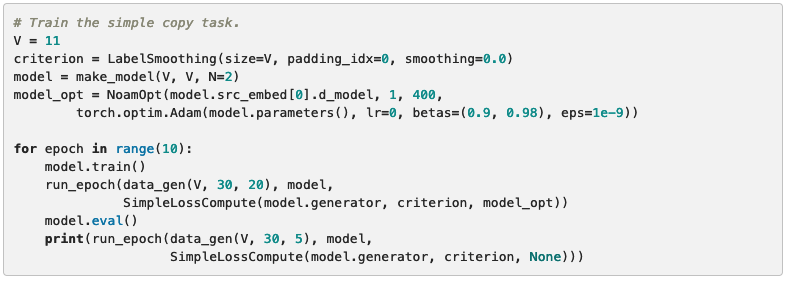 # Train the simple copy task.
V = 11
criterion = LabelSmoothing(size=V, padding_idx=0, smoothing=0.0)
model = make_model(V, V, N=2)
model_opt = NoamOpt(model.src_embed[0].d_model, 1, 400,
        torch.optim.Adam(model.parameters(), lr=0, betas=(0.9, 0.98), eps=1e-9))

for epoch in range(10):
    model.train()
    run_epoch(data_gen(V, 30, 20), model,
              SimpleLossCompute(model.generator, criterion, model_opt))
    model.eval()
    print(run_epoch(data_gen(V, 30, 5), model,
                    SimpleLossCompute(model.generator, criterion, None)))